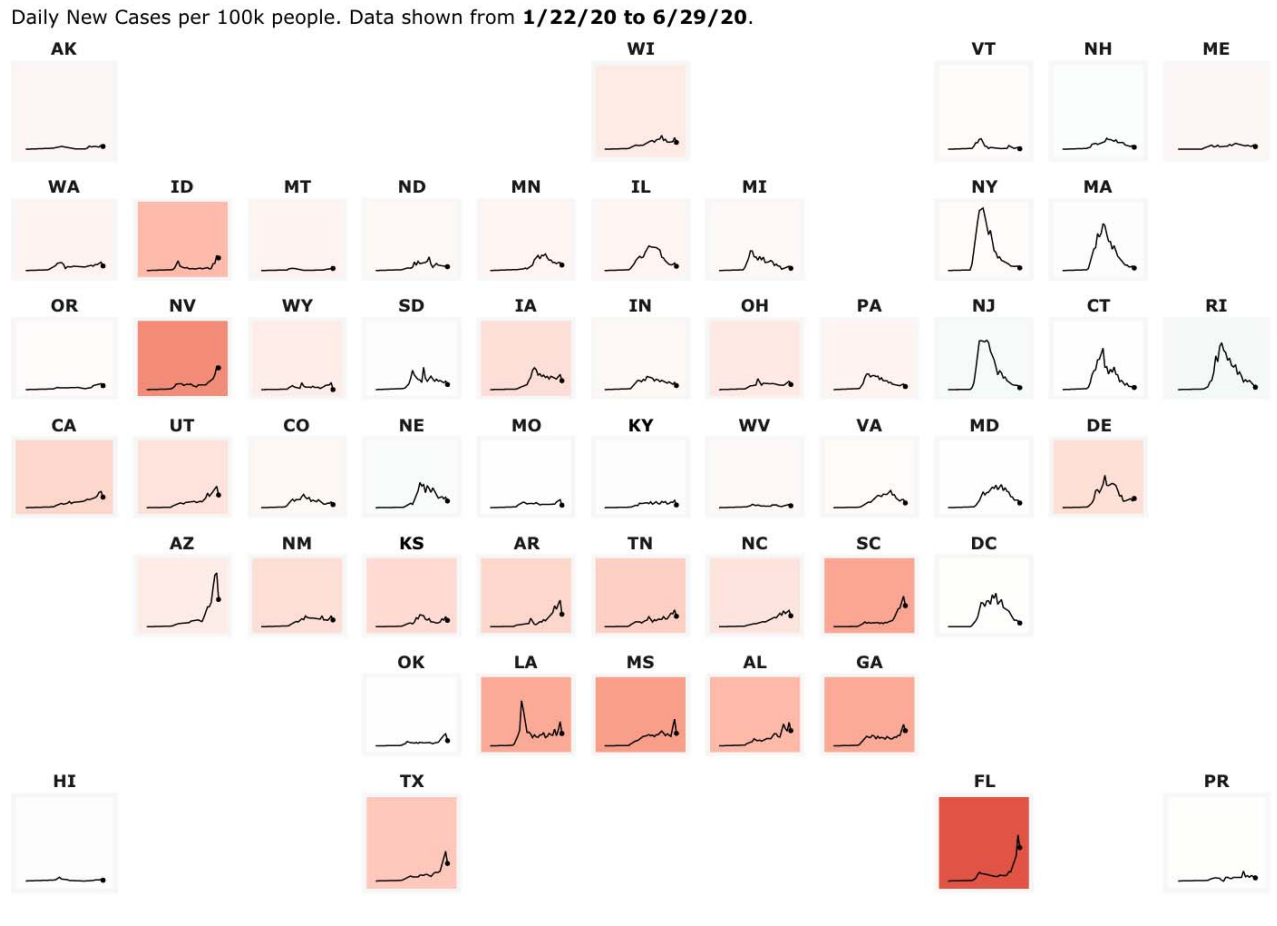 Daily New Cases per 100k people. Data shown from 1/22/20 to 6/29/20.
AK WI VT NH ME
WA ID MT ND MN IL MI NY MA
OR NV WY SD IA IN OH PA NJ CT RI
CA UT CO NE MO KY WV VA MD DE
AZ NM KS AR TN NC SC DC
OK LA MS AL GA
HI TX FL PR